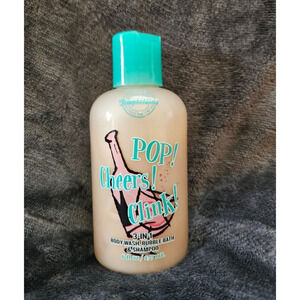 POP!
Cheers!
Clink!
3 IN 1
BODY WASH, BUBBLE BATH
& SHAMPOO